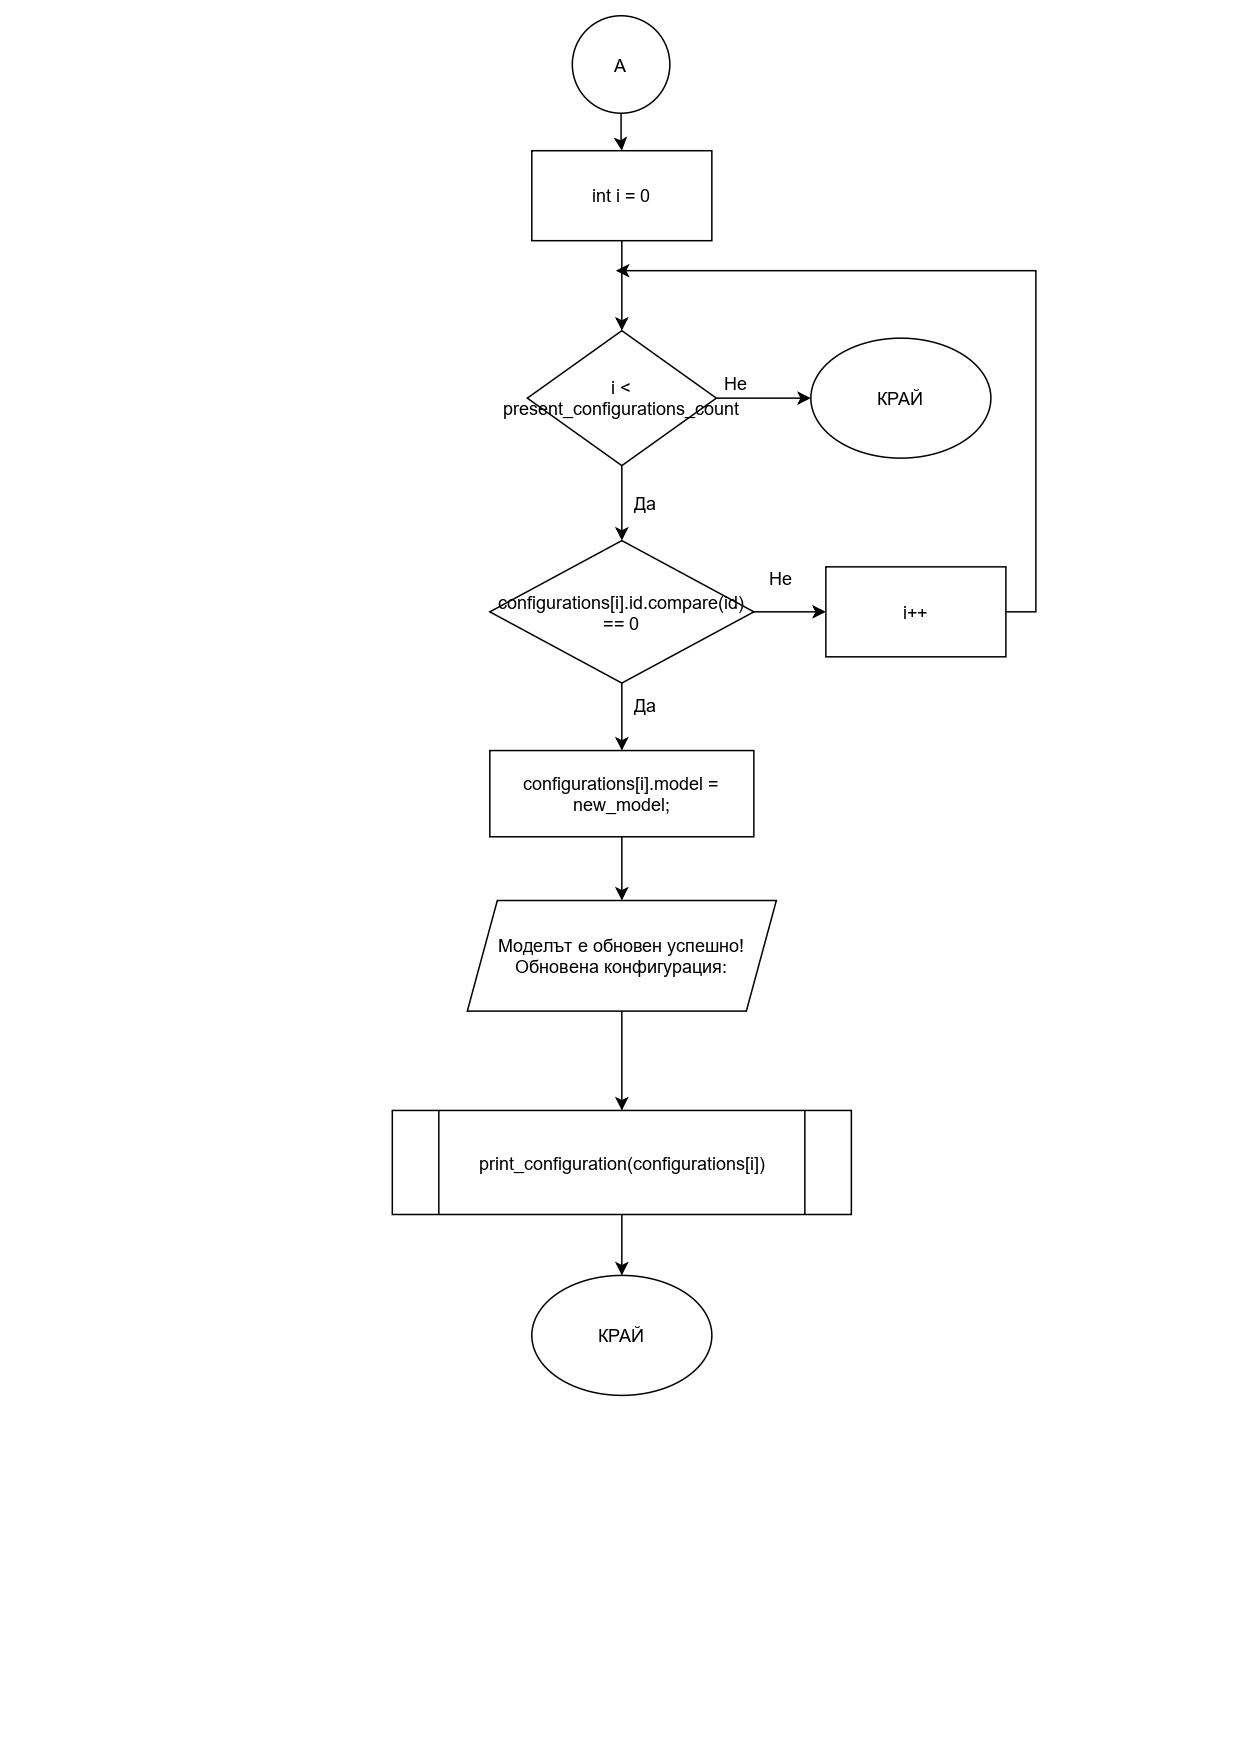 A
int i = 0
i <
present_configurations_count
Не
КРАЙ
Да
configurations[i].id.compare(id)
== 0
Не
i++
Да
configurations[i].model =
new_model;
Моделът е обновен успешно!
Обновена конфигурация:
print_configuration(configurations[i])
КРАЙ